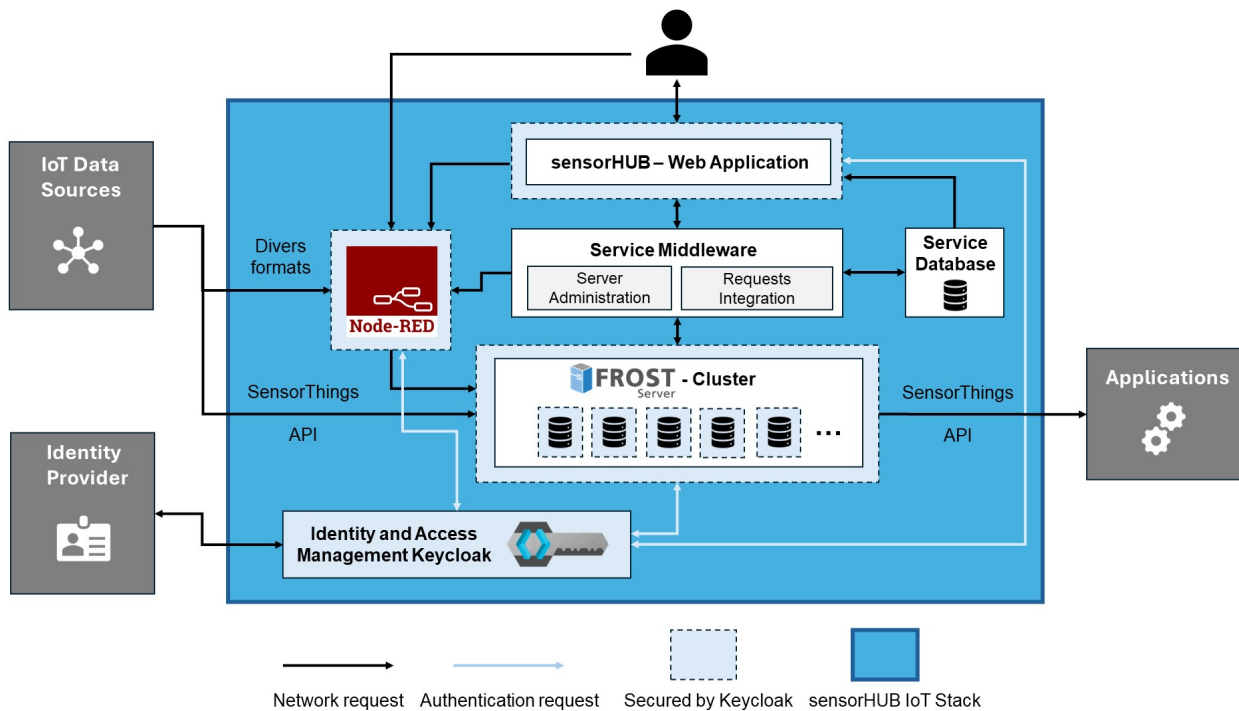 IoT Data
Sources
sensorHUB – Web Application
Divers
formats
Node-RED
Service Middleware
Server
Administration
Requests
Integration
Service
Database
FROST - Cluster
Server
...
SensorThings
API
SensorThings
API
Applications
Identity
Provider
Identity and Access
Management Keycloak
Network request
Authentication request
Secured by Keycloak
sensorHUB IoT Stack